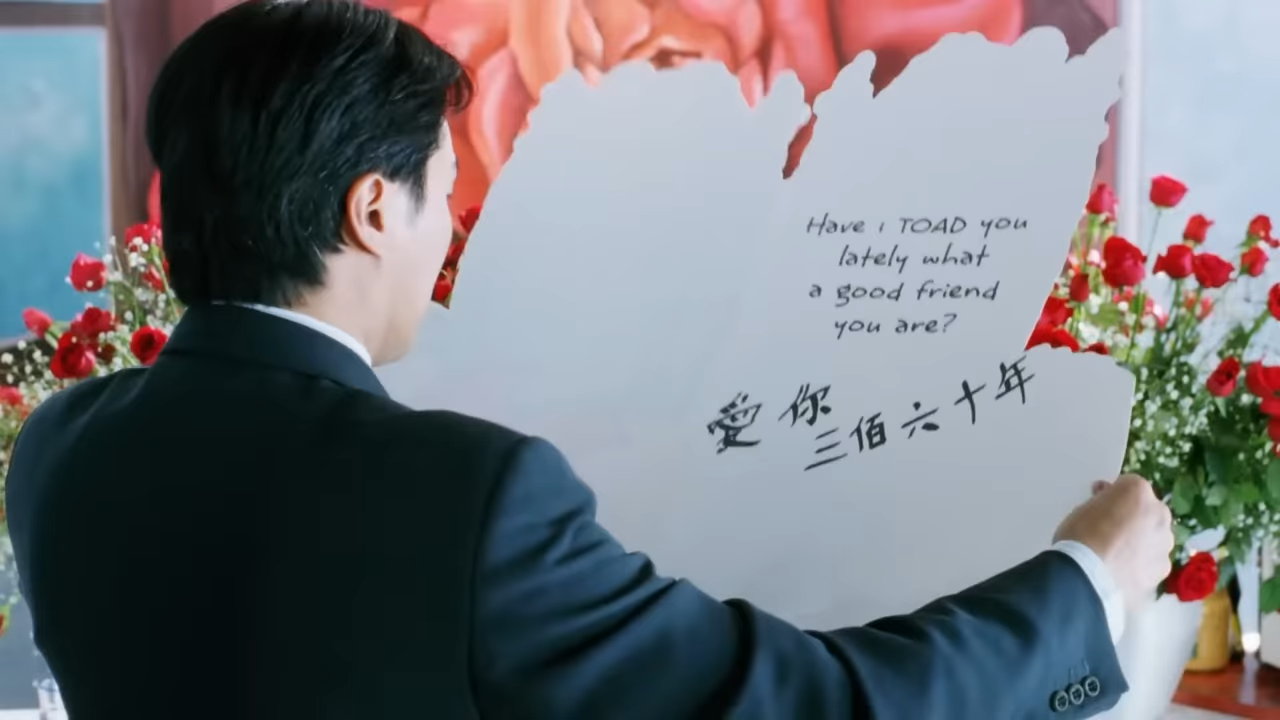 Have i TOAD you
lately what
a good friend
you are?
愛你三佰六十年